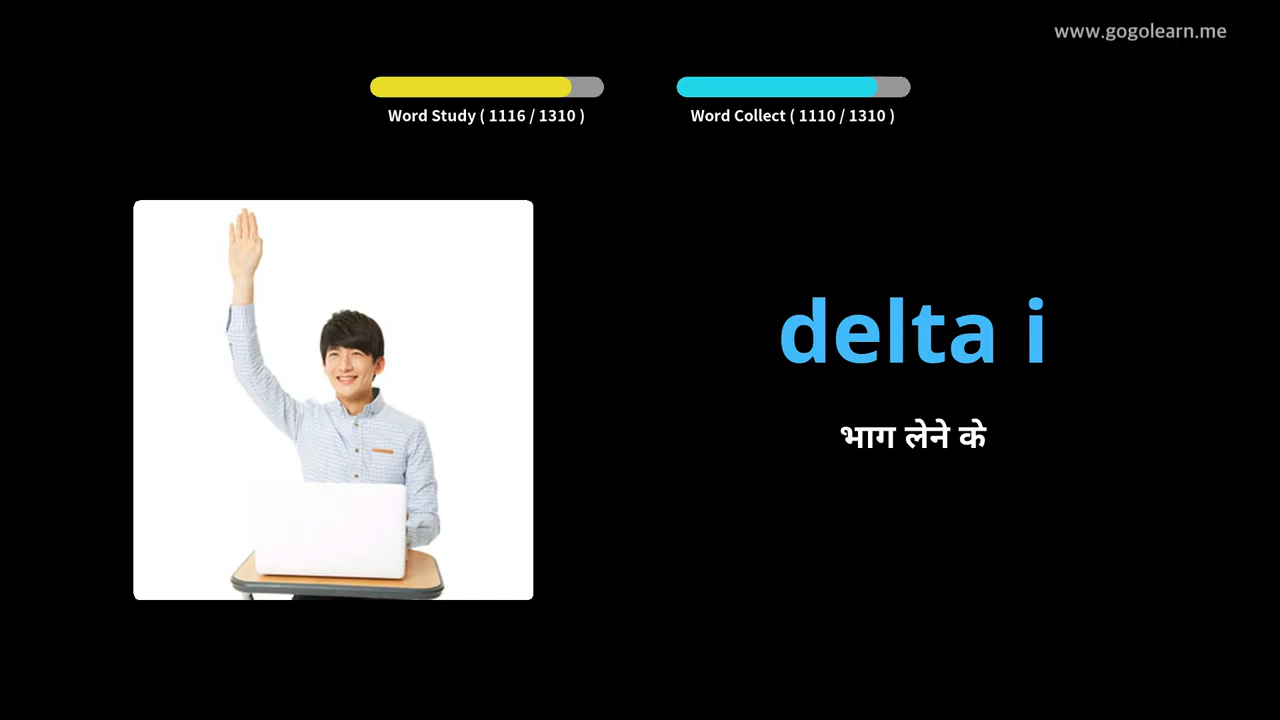 www.gogolearn.me
Word Study ( 1116 / 1310 )
Word Collect ( 1110 / 1310 )
delta i
भाग लेने के